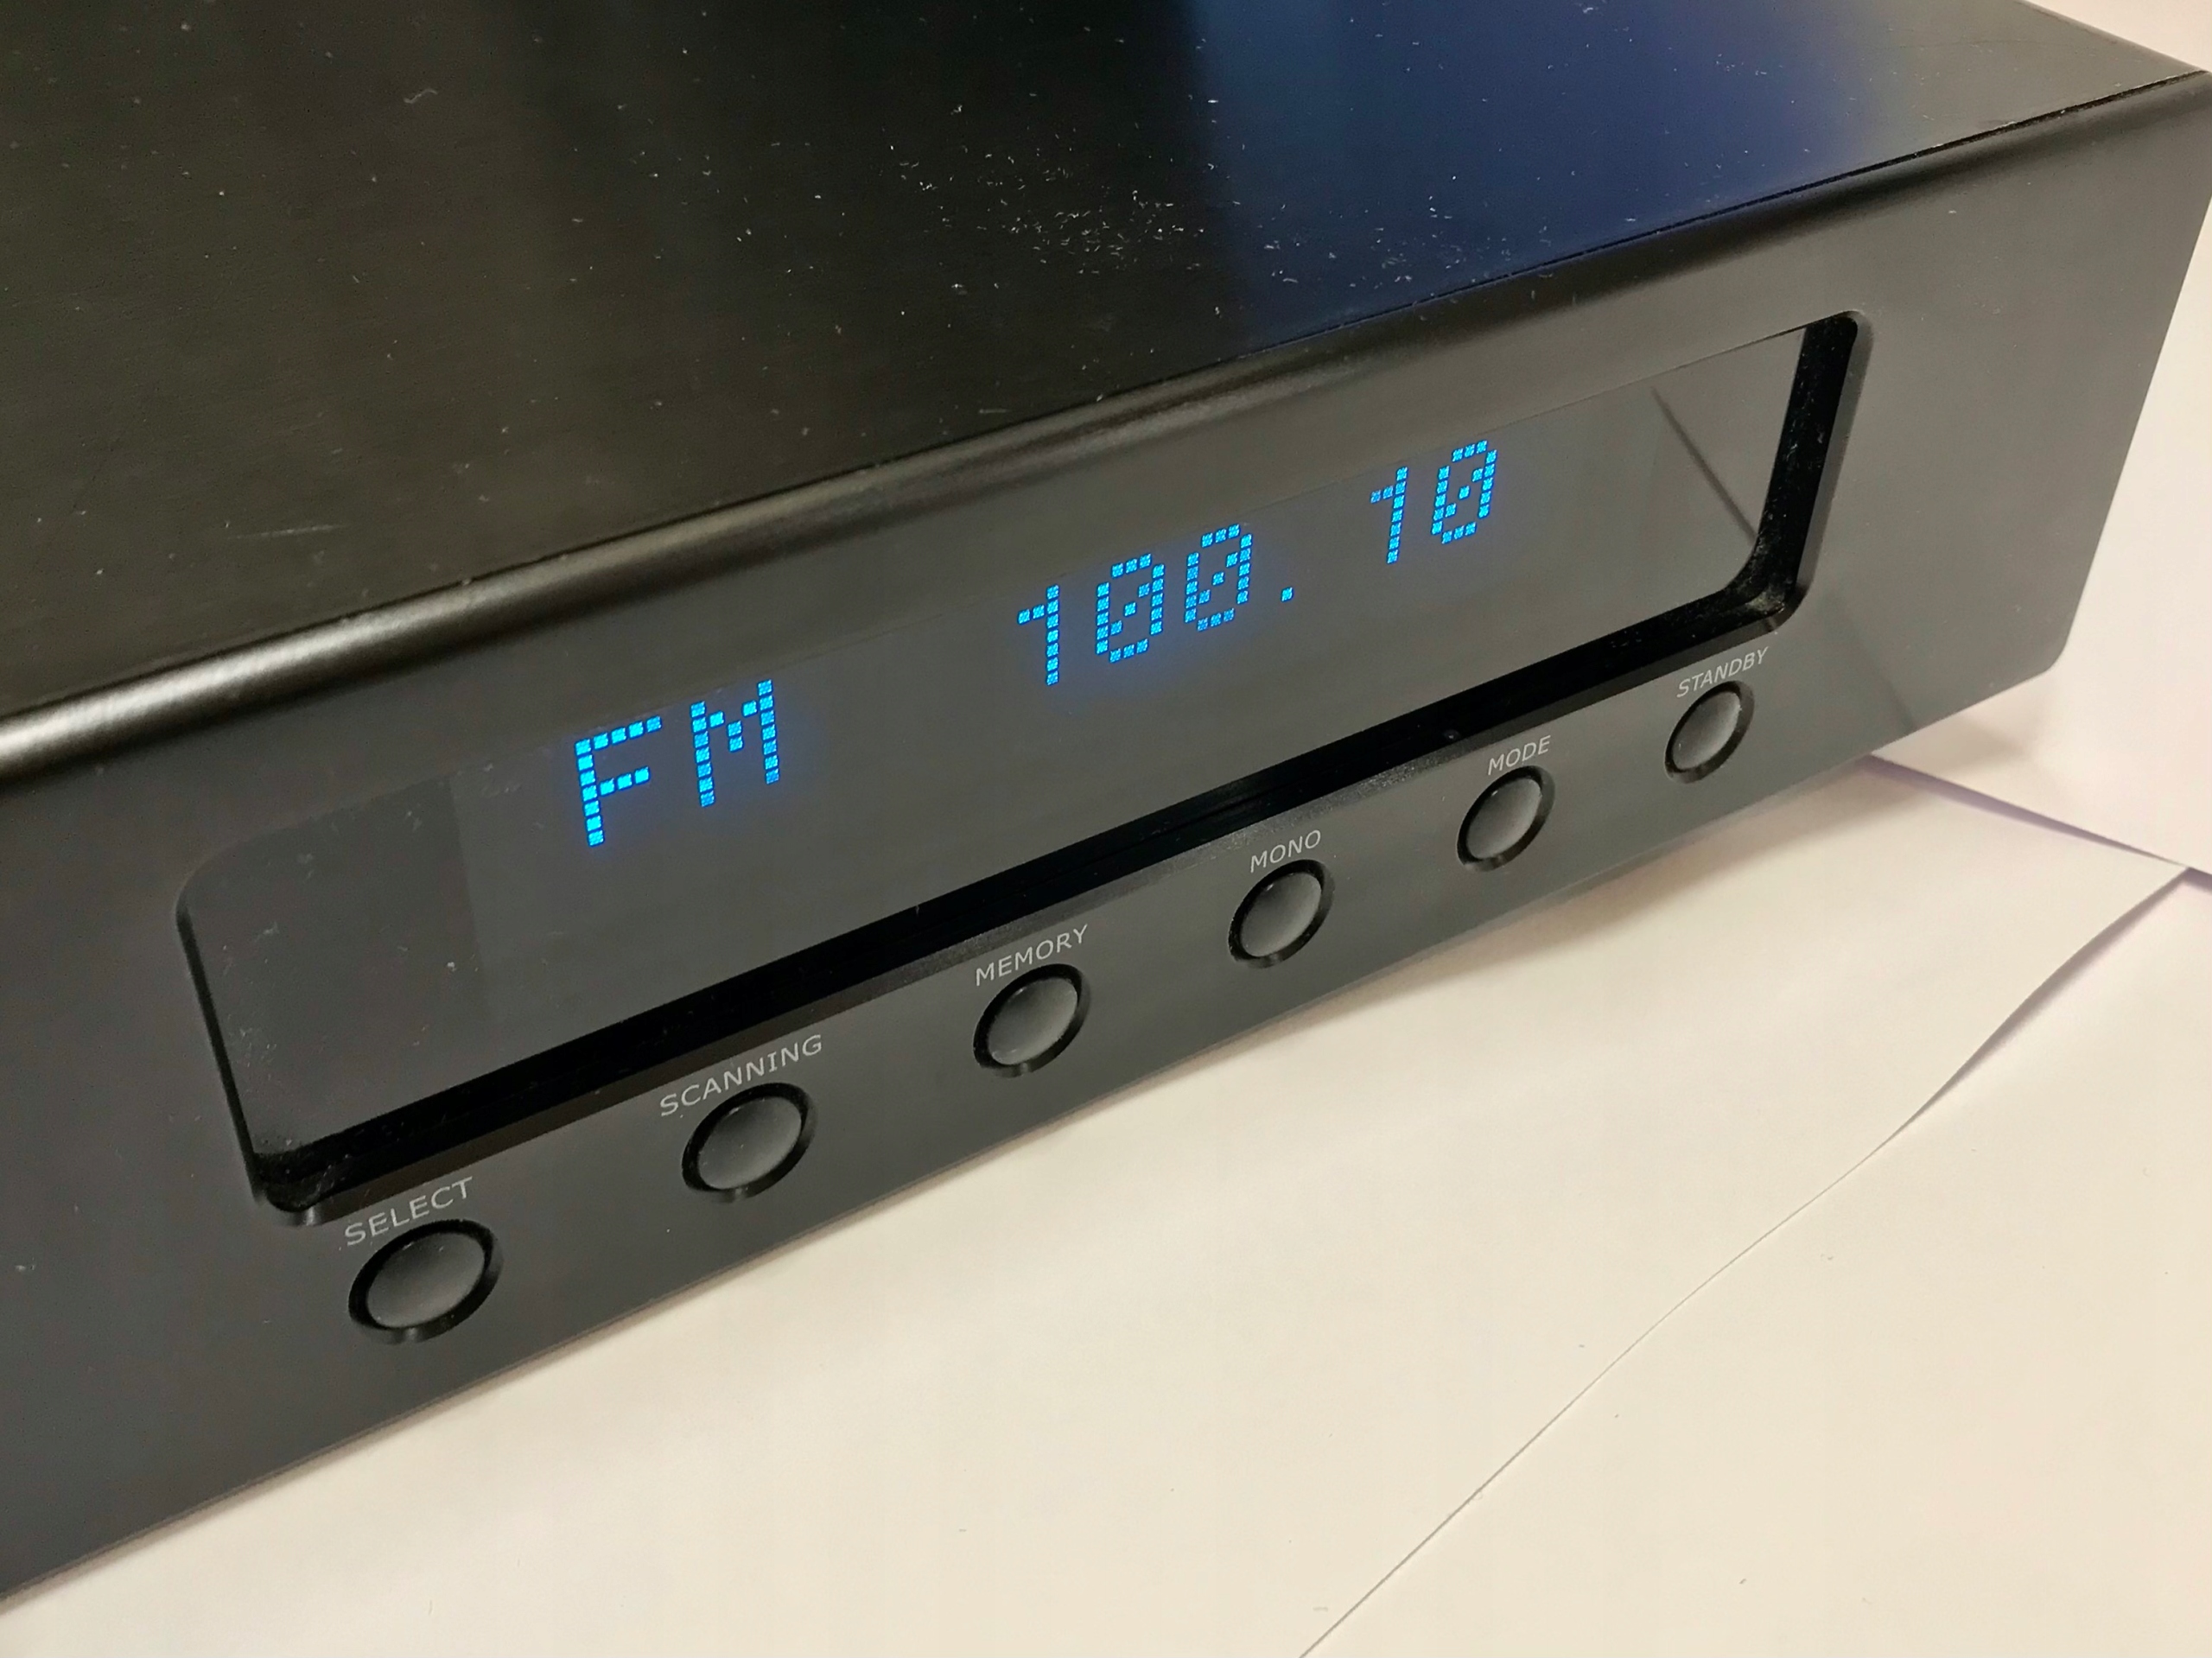 FM 100.10
SELECT SCANNING MEMORY MONO MODE STANDBY